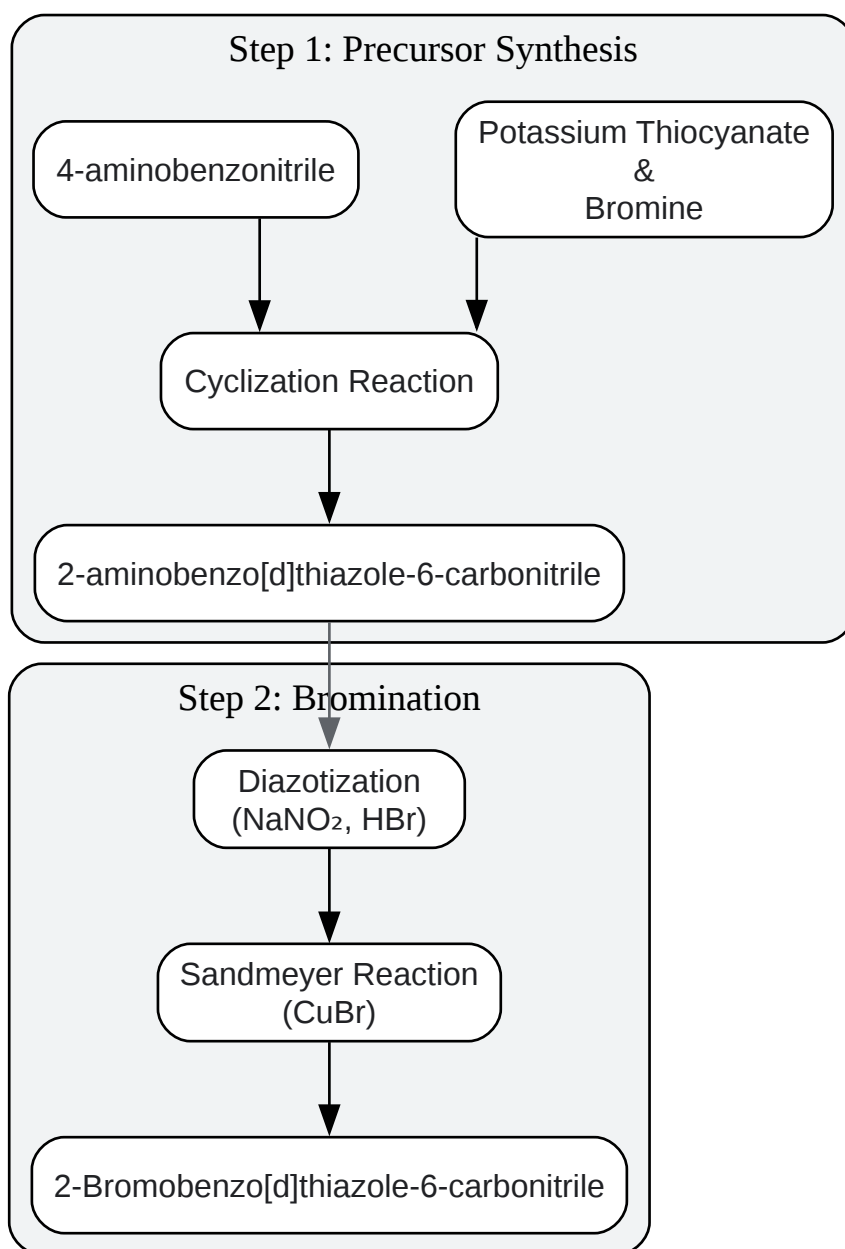 Step 1: Precursor Synthesis
4-aminobenzonitrile
Potassium Thiocyanate
&
Bromine
Cyclization Reaction
2-aminobenzo[d]thiazole-6-carbonitrile
Step 2: Bromination
Diazotization
(NaNO₂, HBr)
Sandmeyer Reaction
(CuBr)
2-Bromobenzo[d]thiazole-6-carbonitrile